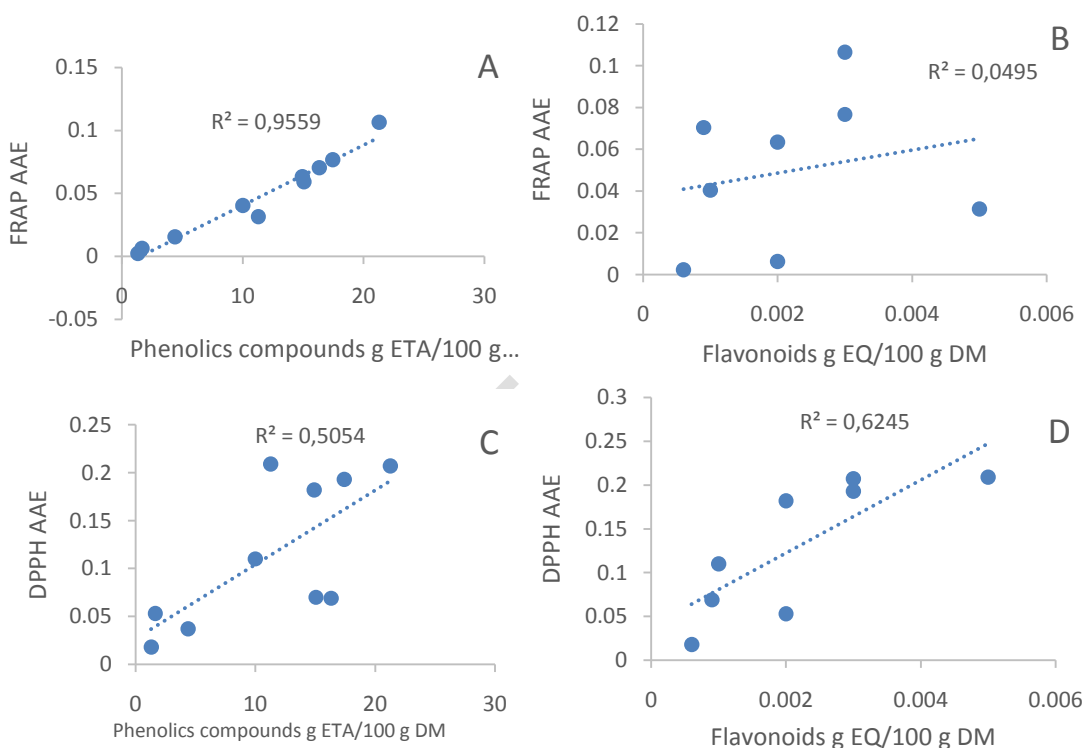 A
0.15
0.1
0.05
0
-0.05
R² = 0,9559
FRAP AAE
0 10 20 30
Phenolics compounds g ETA/100 g...
B
0.12
0.1
0.08
0.06
0.04
0.02
0
R² = 0,0495
FRAP AAE
0 0.002 0.004 0.006
Flavonoids g EQ/100 g DM
C
0.25
0.2
0.15
0.1
0.05
0
R² = 0,5054
DPPH AAE
0 10 20 30
Phenolics compounds g ETA/100 g DM
D
0.3
0.25
0.2
0.15
0.1
0.05
0
R² = 0,6245
DPPH AAE
0 0.002 0.004 0.006
Flavonoids g EQ/100 g DM